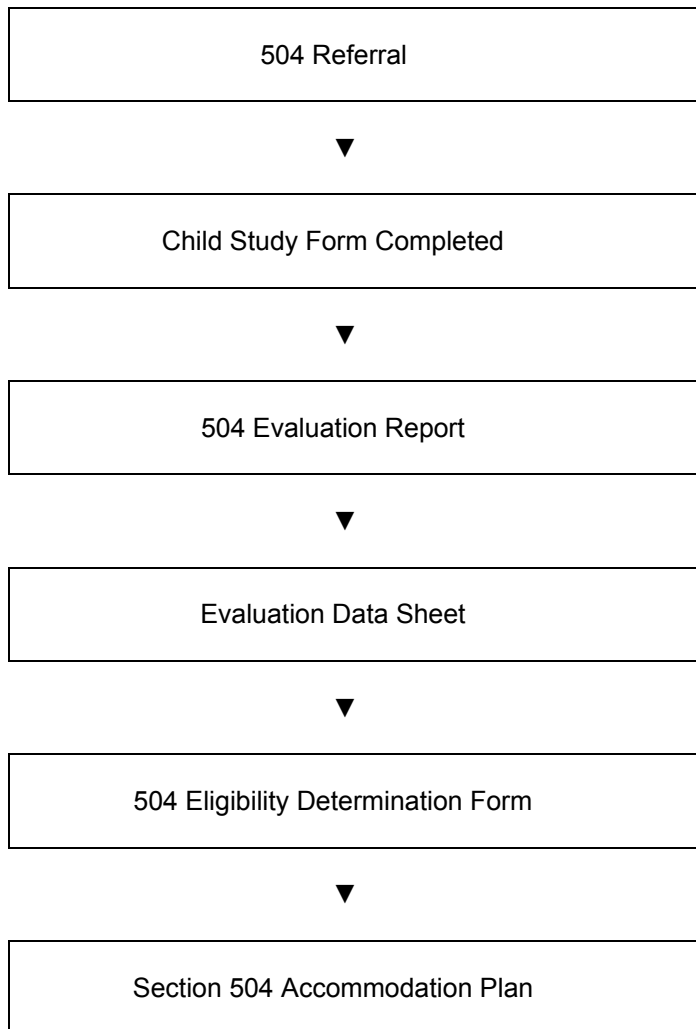 504 Referral
▼
Child Study Form Completed
▼
504 Evaluation Report
▼
Evaluation Data Sheet
▼
504 Eligibility Determination Form
▼
Section 504 Accommodation Plan